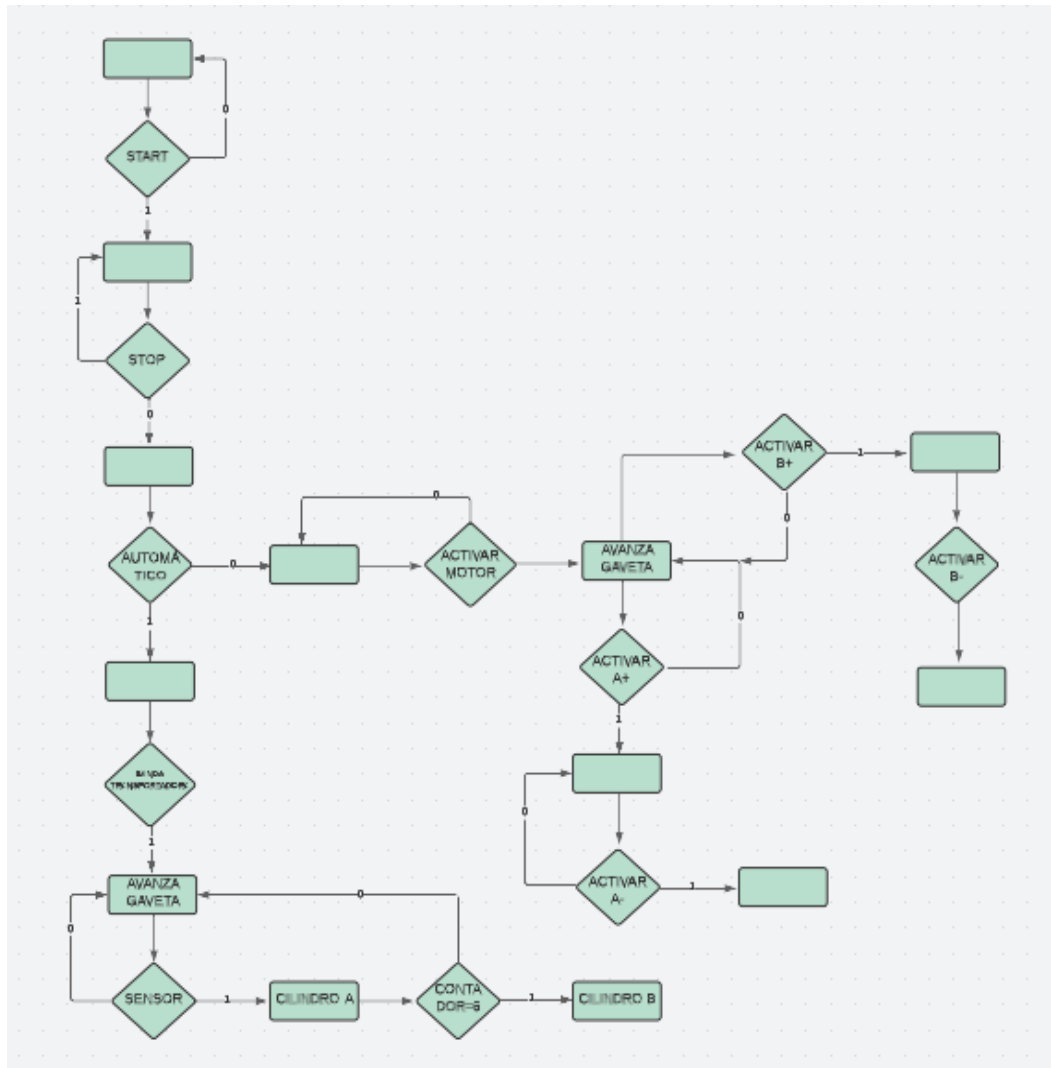 0
START
1
1
STOP
0
ACTIVAR
B+
1
0
0
AUTOMA
TICO
0
ACTIVAR
MOTOR
AVANZA
GAVETA
ACTIVAR
B-
0
1
ACTIVAR
A+
1
TRANSPORTADORA
0
1
AVANZA
GAVETA
ACTIVAR
A-
1
0
0
SENSOR
1
CILINDRO A
CONTA
DOR=6
1
CILINDRO B